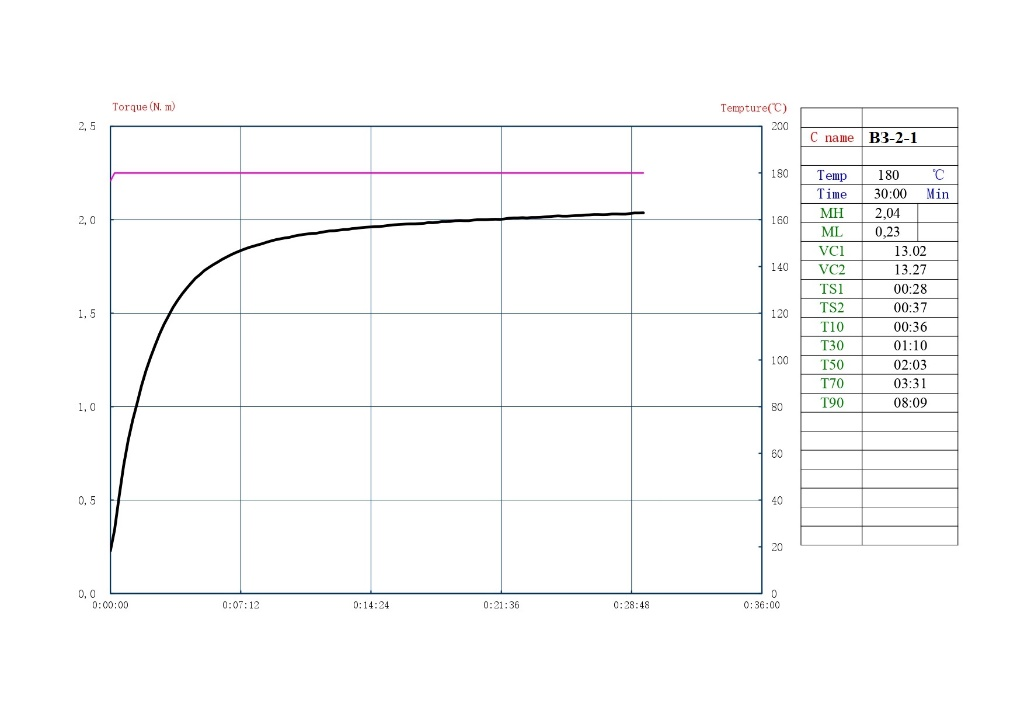 Torque(N.m)
Tempture(℃)
2,5
2,0
1,5
1,0
0,5
0,0
200
180
160
140
120
100
80
60
40
20
0
0:00:00 0:07:12 0:14:24 0:21:36 0:28:48 0:36:00
C name B3-2-1
Temp 180 ℃
Time 30:00 Min
MH 2,04
ML 0,23
VC1 13.02
VC2 13.27
TS1 00:28
TS2 00:37
T10 00:36
T30 01:10
T50 02:03
T70 03:31
T90 08:09